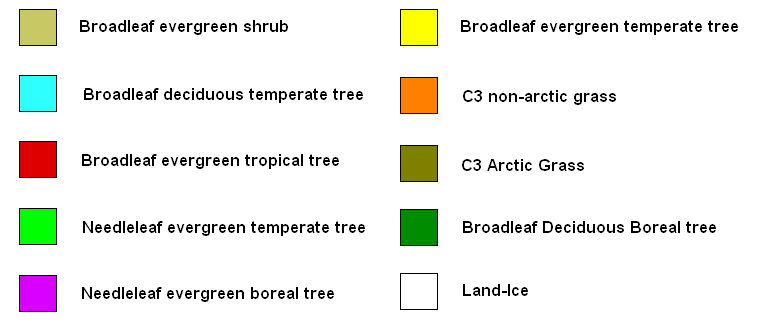 Broadleaf evergreen shrub
Broadleaf evergreen temperate tree
Broadleaf deciduous temperate tree
C3 non-arctic grass
Broadleaf evergreen tropical tree
C3 Arctic Grass
Needleleaf evergreen temperate tree
Broadleaf Deciduous Boreal tree
Needleleaf evergreen boreal tree
Land-Ice